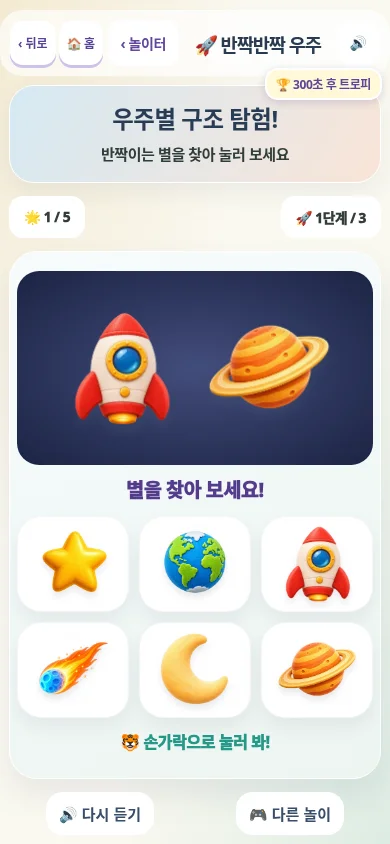 ‹ 뒤로
🏠 홈
‹ 놀이터
🚀 반짝반짝 우주
🔊
🏆 300초 후 트로피
우주별 구조 탐험!
반짝이는 별을 찾아 눌러 보세요
🌟 1 / 5
🚀 1단계 / 3
별을 찾아 보세요!
🐯 손가락으로 눌러 봐!
🔊 다시 듣기
🎮 다른 놀이